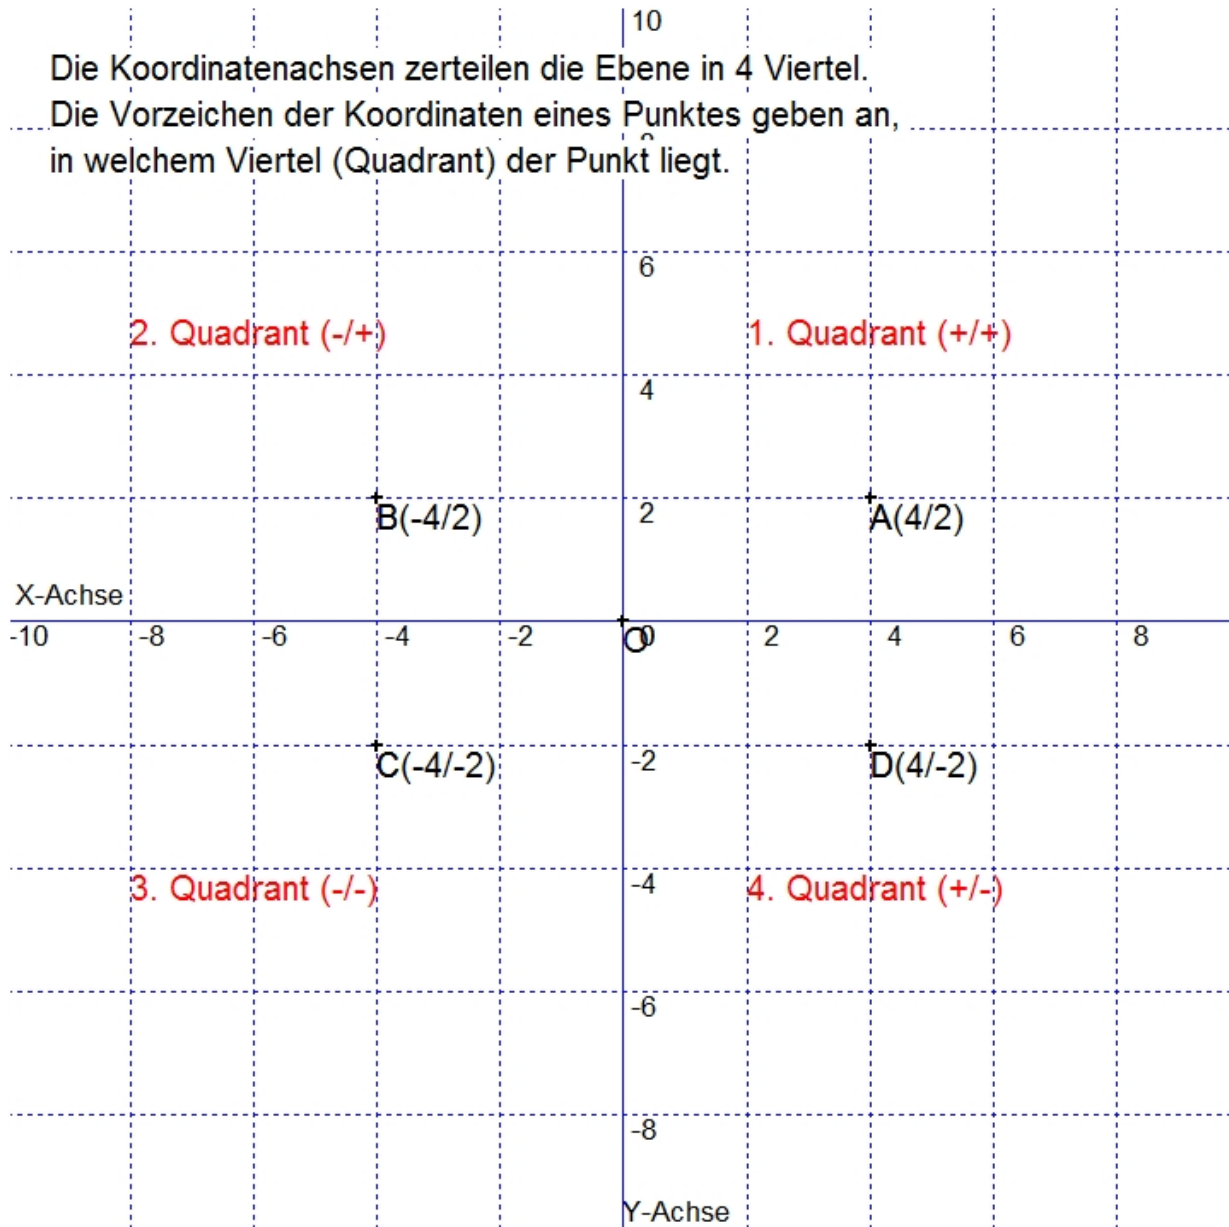 10
Die Koordinatenachsen zerteilen die Ebene in 4 Viertel.
Die Vorzeichen der Koordinaten eines Punktes geben an,
in welchem Viertel (Quadrant) der Punkt liegt.
6
2. Quadrant (-/+) 1. Quadrant (+/+)
4
B(-4/2) 2 A(4/2)
X-Achse
-10 -8 -6 -4 -2 O 0 2 4 6 8
C(-4/-2) -2 D(4/-2)
3. Quadrant (-/-) -4 4. Quadrant (+/-)
-6
-8
Y-Achse